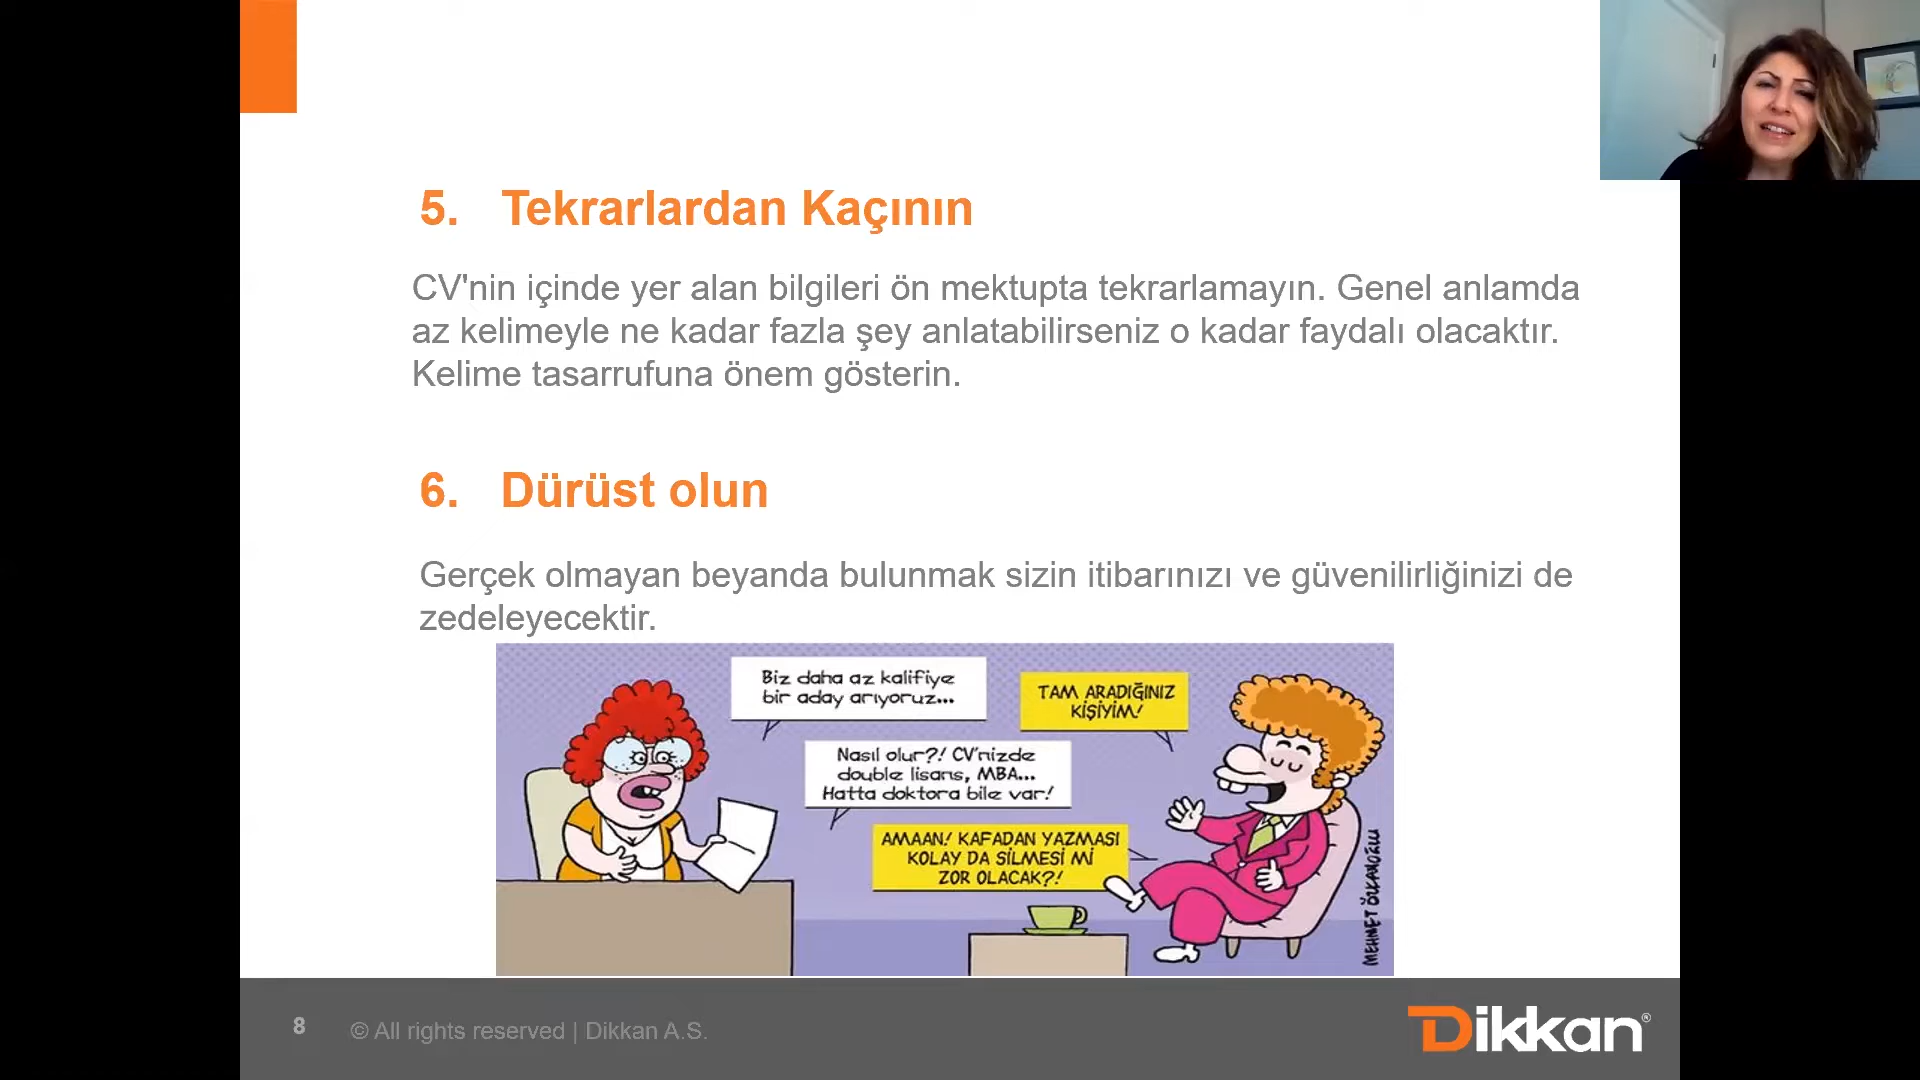 5. Tekrarlardan Kaçının
CV'nin içinde yer alan bilgileri ön mektupta tekrarlamayın. Genel anlamda
az kelimeyle ne kadar fazla şey anlatabilirseniz o kadar faydalı olacaktır.
Kelime tasarrufuna önem gösterin.
6. Dürüst olun
Gerçek olmayan beyanda bulunmak sizin itibarınızı ve güvenilirliğinizi de
zedeleyecektir.
Biz daha az kalifiye
bir aday arıyoruz...
TAM ARADIĞINIZ
KİŞİYİM!
Nasıl olur?! CV'nizde
double lisans, MBA...
Hatta doktora bile var!
AMAAN! KAFADAN YAZMASI
KOLAY DA SİLMESİ Mİ
ZOR OLACAK?!
MEHMET ÖZKANOĞLU
8
© All rights reserved | Dikkan A.S.
Dikkan®